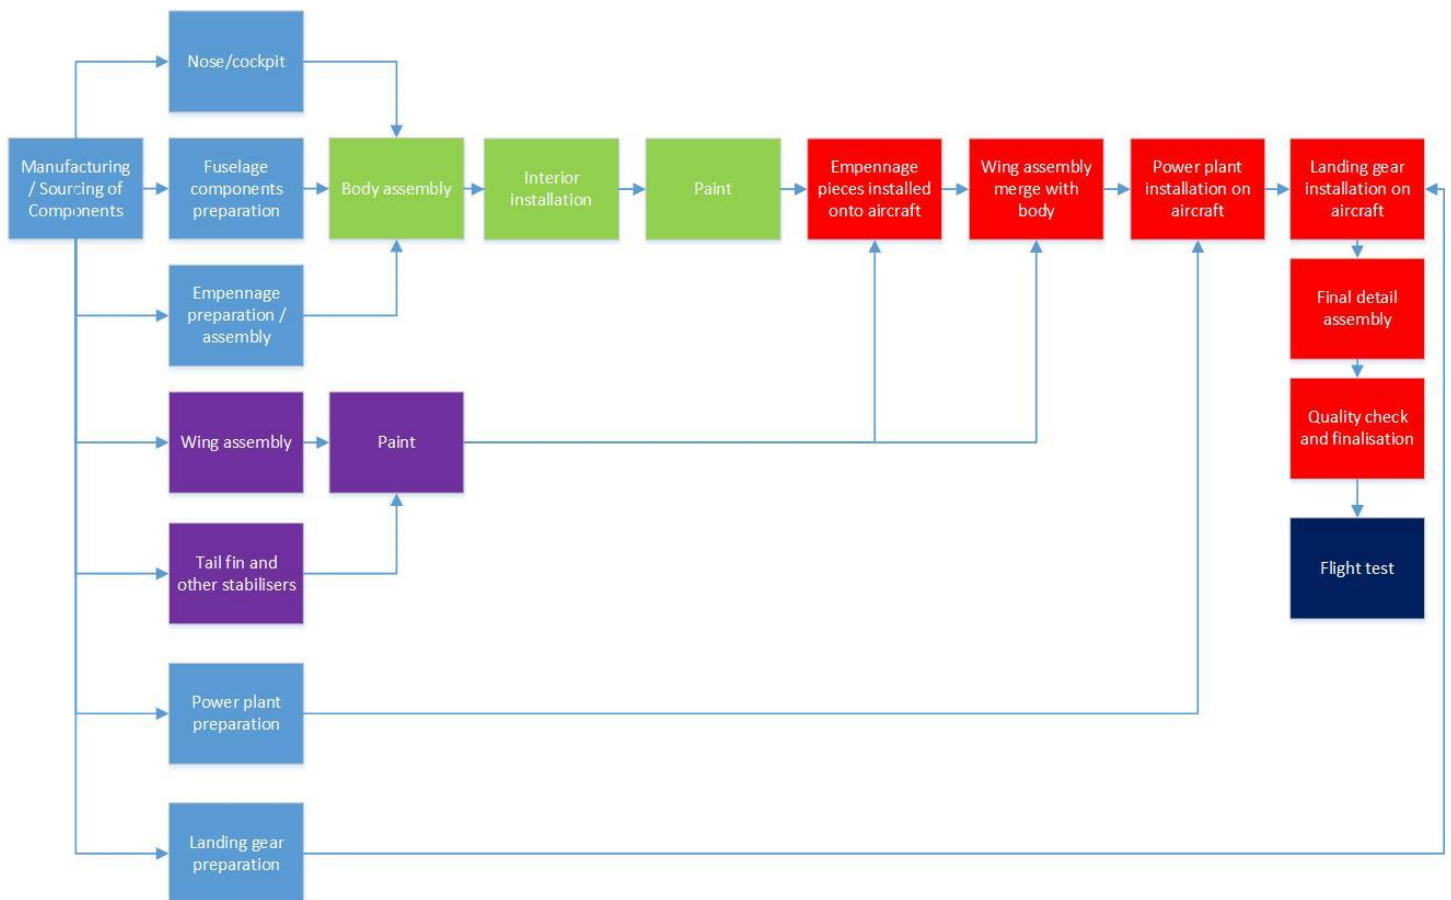 Nose/cockpit
Manufacturing
/ Sourcing of
Components
Fuselage
components
preparation
Body assembly
Interior
installation
Paint
Empennage
pieces installed
onto aircraft
Wing assembly
merge with
body
Power plant
installation on
aircraft
Landing gear
installation on
aircraft
Empennage
preparation /
assembly
Final detail
assembly
Wing assembly
Paint
Quality check
and finalisation
Tail fin and
other stabilisers
Flight test
Power plant
preparation
Landing gear
preparation